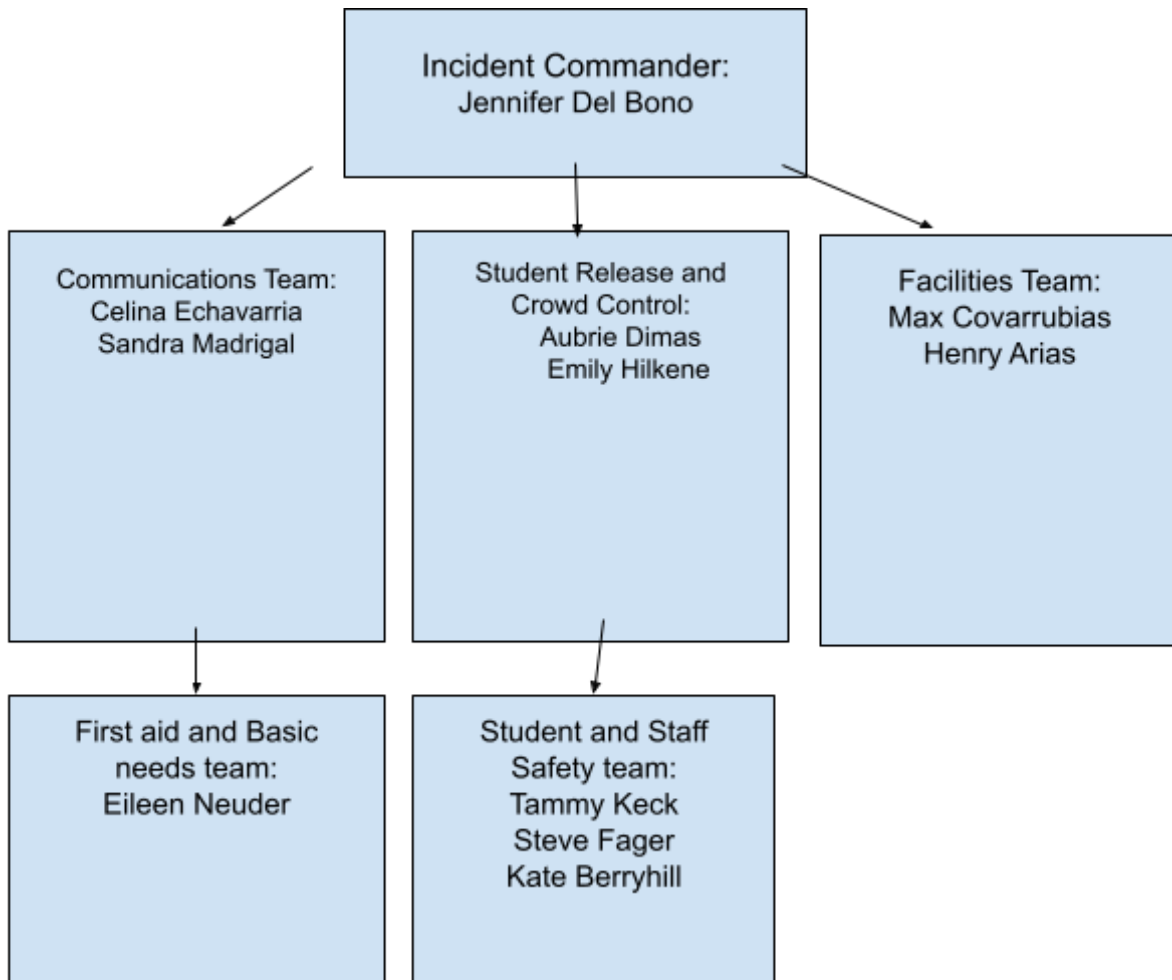 Incident Commander:
Jennifer Del Bono
Communications Team:
Celina Echavarria
Sandra Madrigal
Student Release and
Crowd Control:
Aubrie Dimas
Emily Hilkene
Facilities Team:
Max Covarrubias
Henry Arias
First aid and Basic
needs team:
Eileen Neuder
Student and Staff
Safety team:
Tammy Keck
Steve Fager
Kate Berryhill